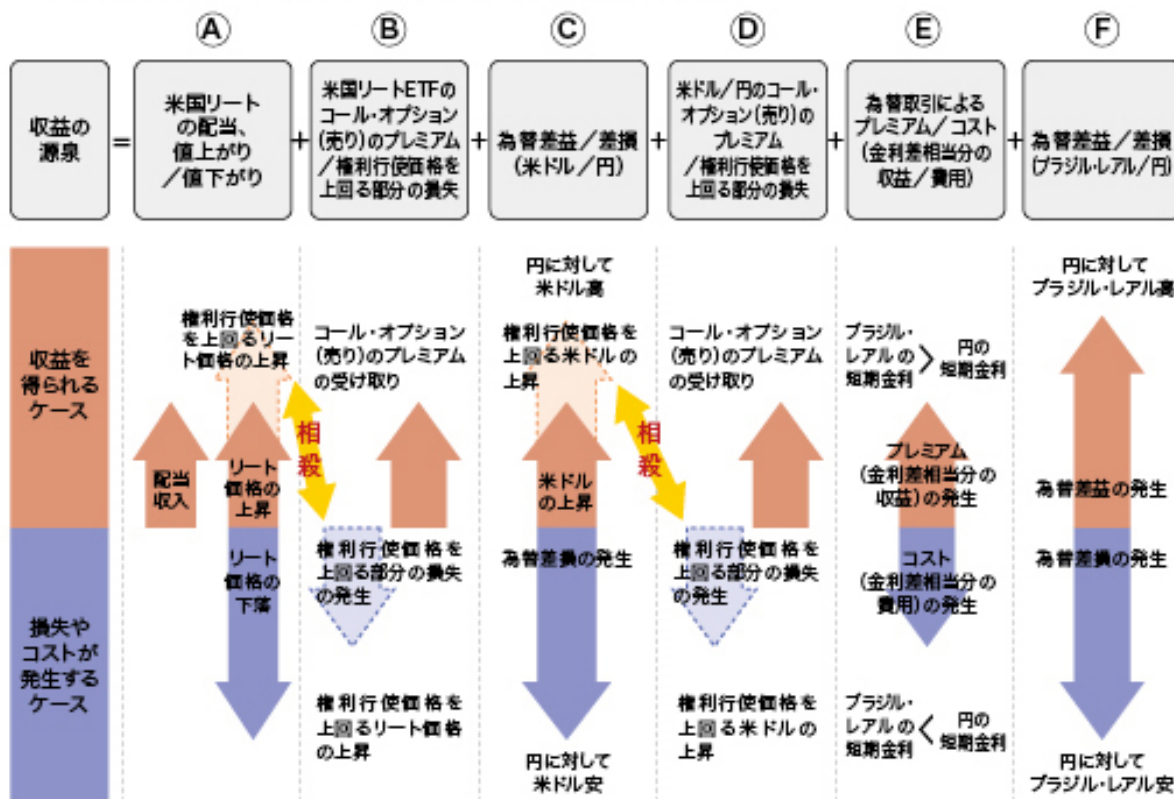 A
B
C
D
E
F
収益の
源泉
=
米国リート
の配当、
値上がり
／値下がり
+
米国リートETFの
コール・オプション
(売り)のプレミアム
／権利行使価格を
上回る部分の損失
+
為替差益／差損
(米ドル／円)
+
米ドル／円のコール・
オプション(売り)の
プレミアム
／権利行使価格を
上回る部分の損失
+
為替取引による
プレミアム／コスト
(金利差相当分の
収益／費用)
+
為替差益／差損
(ブラジル・レアル／円)
収益を
得られる
ケース
権利行使価格
を上回るリー
ト価格の上昇
配当
収入
リート
価格の
上昇
相殺
コール・オプション
(売り)のプレミアム
の受け取り
円に対して
米ドル高
権利行使価格を
上回る米ドルの
上昇
米ドル
の上昇
相殺
コール・オプション
(売り)のプレミアム
の受け取り
ブラジル・
レアルの
短期金利
>
円の
短期金利
プレミアム
(金利差相当分の
収益)の発生
円に対して
ブラジル・レアル高
為替差益の発生
損失や
コストが
発生する
ケース
リート
価格の
下落
権利行使価格を
上回る部分の損失
の発生
権利行使価格を
上回るリート価格
の上昇
為替差損の発生
円に対して
米ドル安
権利行使価格を
上回る部分の損失
の発生
権利行使価格を
上回る米ドルの
上昇
コスト
(金利差相当分の
費用)の発生
ブラジル・
レアルの
短期金利
<
円の
短期金利
為替差損の発生
円に対して
ブラジル・レアル安